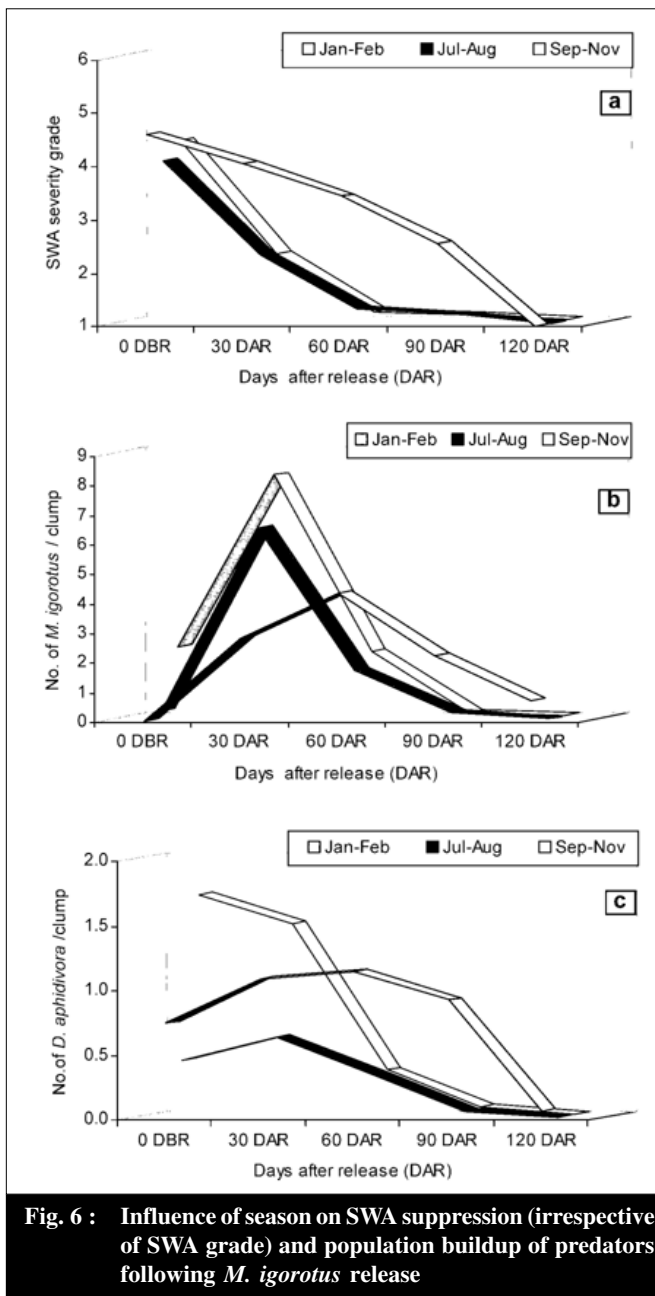 Jan-Feb Jul-Aug Sep-Nov
a
6
5
4
3
2
1
SWA severity grade
0 DBR 30 DAR 60 DAR 90 DAR 120 DAR
Days after release (DAR)
Jan-Feb Jul-Aug Sep-Nov
b
9
8
7
6
5
4
3
2
1
0
No. of M. igorotus / clump
0 DBR 30 DAR 60 DAR 90 DAR 120 DAR
Days after release (DAR)
Jan-Feb Jul-Aug Sep-Nov
c
2.0
1.5
1.0
0.5
0.0
No.of D. aphidivora /clump
0 DBR 30 DAR 60 DAR 90 DAR 120 DAR
Days after release (DAR)
Fig. 6 : Influence of season on SWA suppression (irrespective
of SWA grade) and population buildup of predators
following M. igorotus release